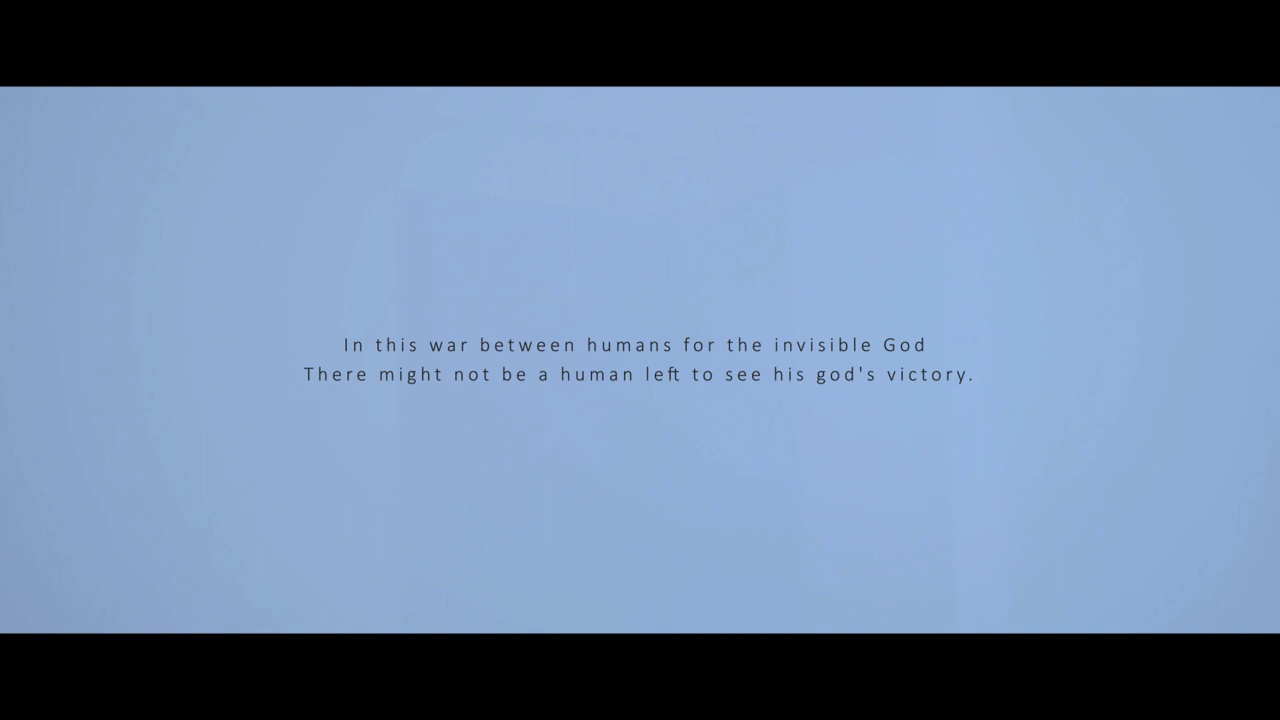 In this war between humans for the invisible God
There might not be a human left to see his god's victory.